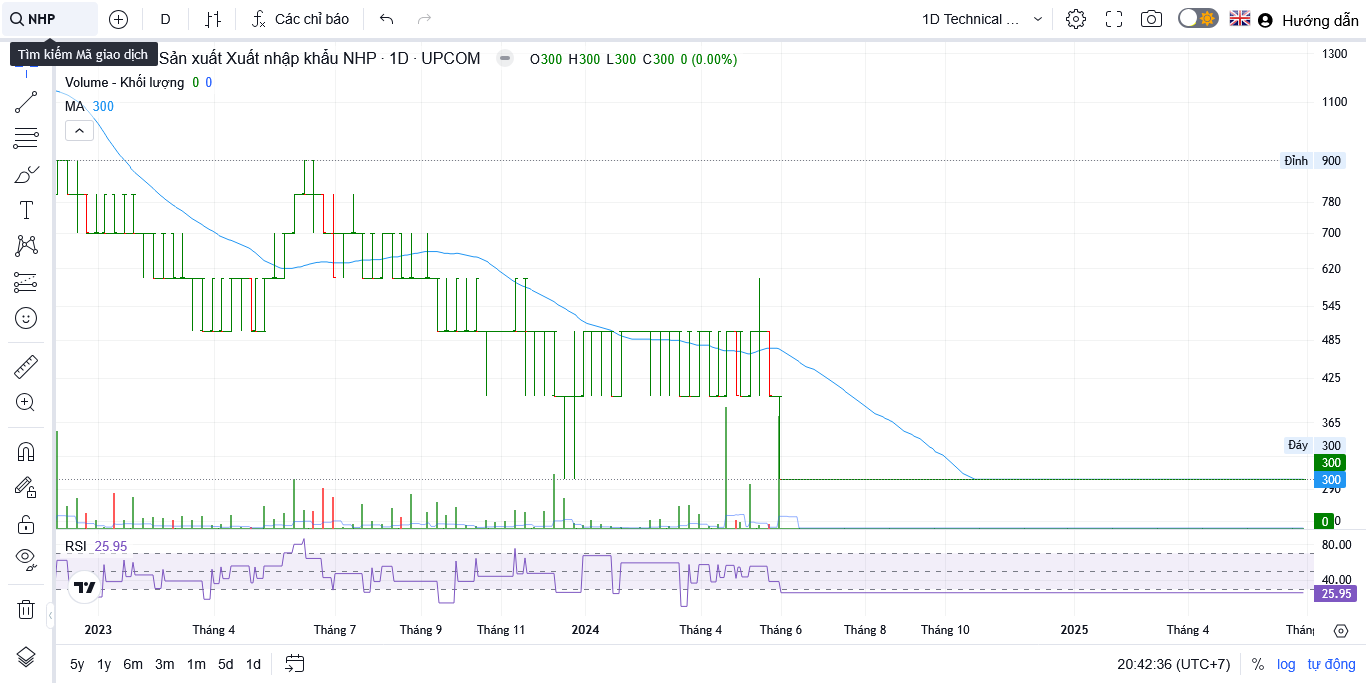 NHP
D
Các chỉ báo
1D Technical ...
Hướng dẫn
Tìm kiếm Mã giao dịch
Sản xuất Xuất nhập khẩu NHP · 1D · UPCOM
O300 H300 L300 C300 0 (0.00%)
Volume - Khối lượng 0 0
MA 300
1300
1100
Đỉnh 900
780
700
620
545
485
425
365
Đáy 300
300
300
290
0
0
RSI 25.95
80.00
40.00
25.95
2023 Tháng 4 Tháng 7 Tháng 9 Tháng 11 2024 Tháng 4 Tháng 6 Tháng 8 Tháng 10 2025 Tháng 4
5y 1y 6m 3m 1m 5d 1d
20:42:36 (UTC+7) % log tự động